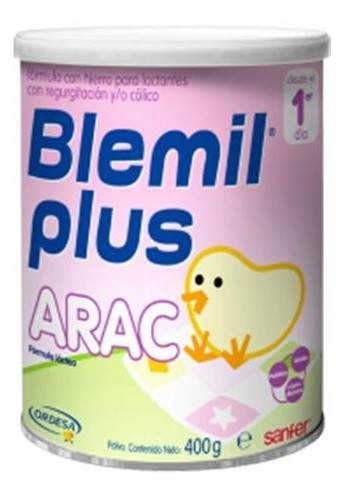 fórmula con hierro para lactantes
con regurgitación y/o cólico
desde el
1er
día
Blemil®
plus
ARAC
Fórmula láctea
ORDESA
Polvo. Contenido Neto: 400g e
sanfer